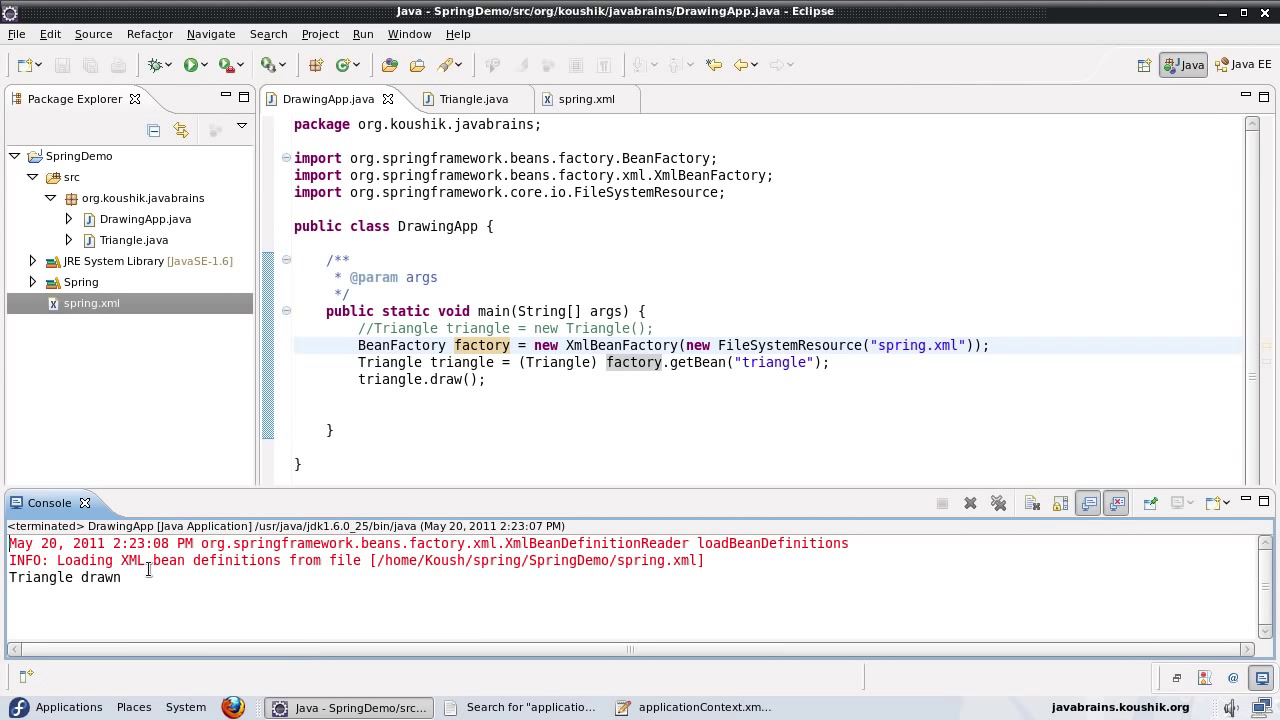 Java - SpringDemo/src/org/koushik/javabrains/DrawingApp.java - Eclipse
File Edit Source Refactor Navigate Search Project Run Window Help
Java Java EE
Package Explorer
SpringDemo
src
org.koushik.javabrains
DrawingApp.java
Triangle.java
JRE System Library [JavaSE-1.6]
Spring
spring.xml
DrawingApp.java Triangle.java spring.xml
package org.koushik.javabrains;
import org.springframework.beans.factory.BeanFactory;
import org.springframework.beans.factory.xml.XmlBeanFactory;
import org.springframework.core.io.FileSystemResource;
public class DrawingApp {
/**
* @param args
*/
public static void main(String[] args) {
//Triangle triangle = new Triangle();
BeanFactory factory = new XmlBeanFactory(new FileSystemResource("spring.xml"));
Triangle triangle = (Triangle) factory.getBean("triangle");
triangle.draw();
}
}
Console
<terminated> DrawingApp [Java Application] /usr/java/jdk1.6.0_25/bin/java (May 20, 2011 2:23:07 PM)
May 20, 2011 2:23:08 PM org.springframework.beans.factory.xml.XmlBeanDefinitionReader loadBeanDefinitions
INFO: Loading XML bean definitions from file [/home/Koush/spring/SpringDemo/spring.xml]
Triangle drawn
Applications Places System Java - SpringDemo/src... Search for "applicatio... applicationContext.xm... javabrains.koushik.org